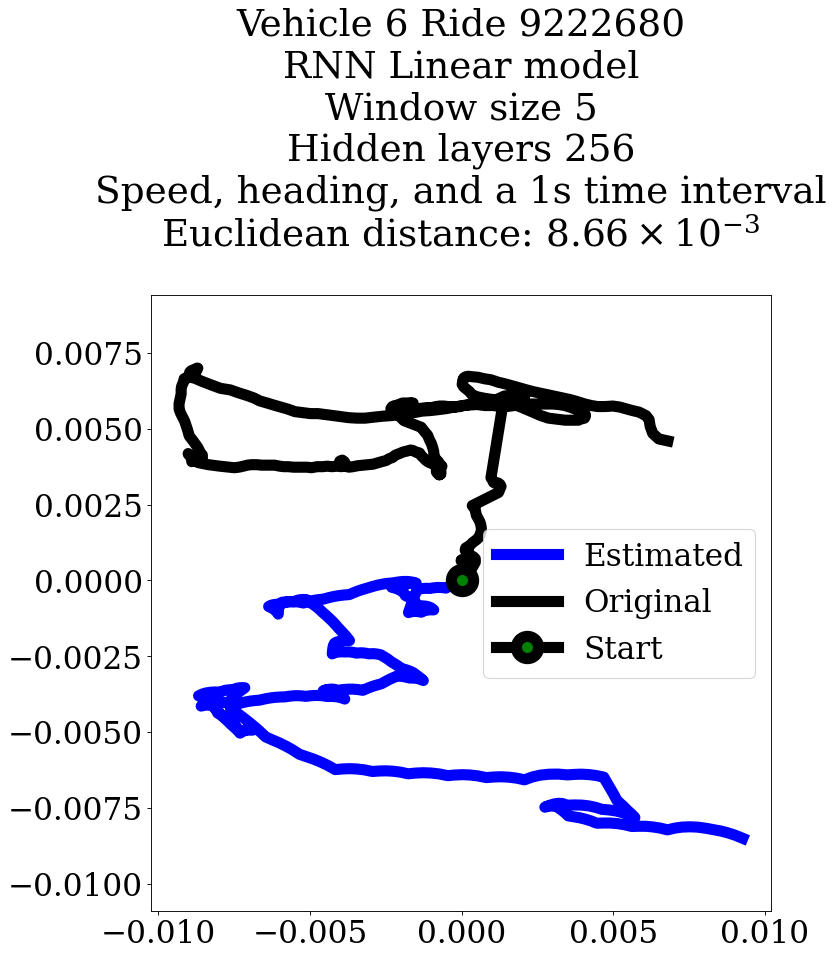 Vehicle 6 Ride 9222680
RNN Linear model
Window size 5
Hidden layers 256
Speed, heading, and a 1s time interval
Euclidean distance: 8.66 × 10⁻³
0.0075
0.0050
0.0025
0.0000
−0.0025
−0.0050
−0.0075
−0.0100
Estimated
Original
Start
−0.010 −0.005 0.000 0.005 0.010